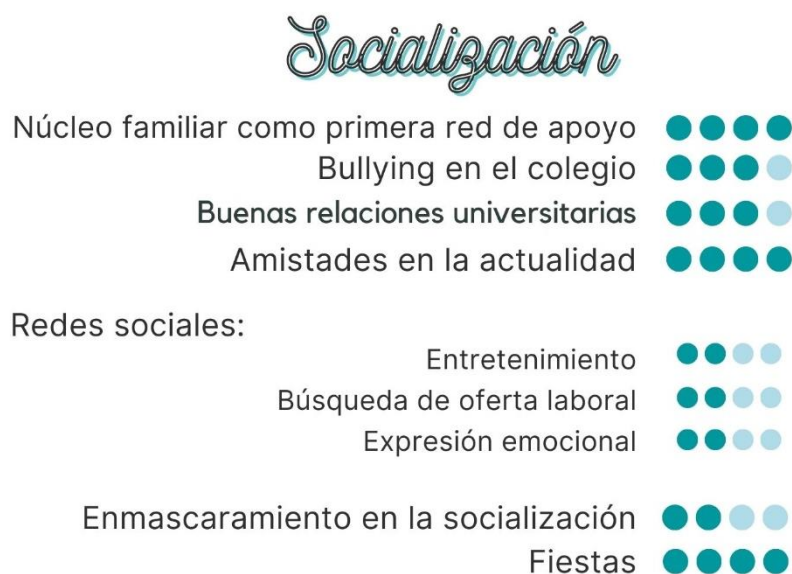 Socialización
Núcleo familiar como primera red de apoyo
Bullying en el colegio
Buenas relaciones universitarias
Amistades en la actualidad
Redes sociales:
Entretenimiento
Búsqueda de oferta laboral
Expresión emocional
Enmascaramiento en la socialización
Fiestas